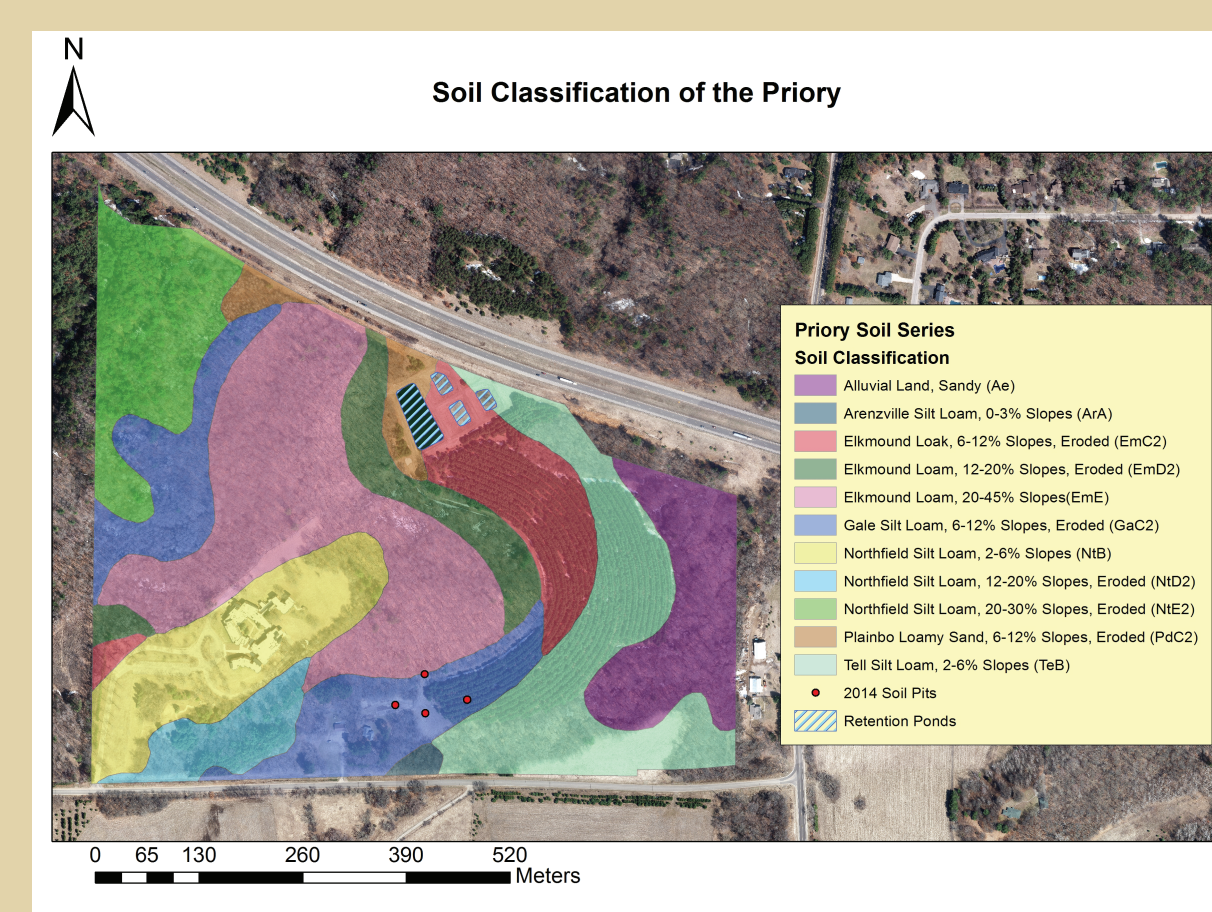 N
Soil Classification of the Priory
Priory Soil Series
Soil Classification
Alluvial Land, Sandy (Ae)
Arenzville Silt Loam, 0-3% Slopes (ArA)
Elkmound Loak, 6-12% Slopes, Eroded (EmC2)
Elkmound Loam, 12-20% Slopes, Eroded (EmD2)
Elkmound Loam, 20-45% Slopes(EmE)
Gale Silt Loam, 6-12% Slopes, Eroded (GaC2)
Northfield Silt Loam, 2-6% Slopes (NtB)
Northfield Silt Loam, 12-20% Slopes, Eroded (NtD2)
Northfield Silt Loam, 20-30% Slopes, Eroded (NtE2)
Plainbo Loamy Sand, 6-12% Slopes, Eroded (PdC2)
Tell Silt Loam, 2-6% Slopes (TeB)
2014 Soil Pits
Retention Ponds
0 65 130 260 390 520
Meters